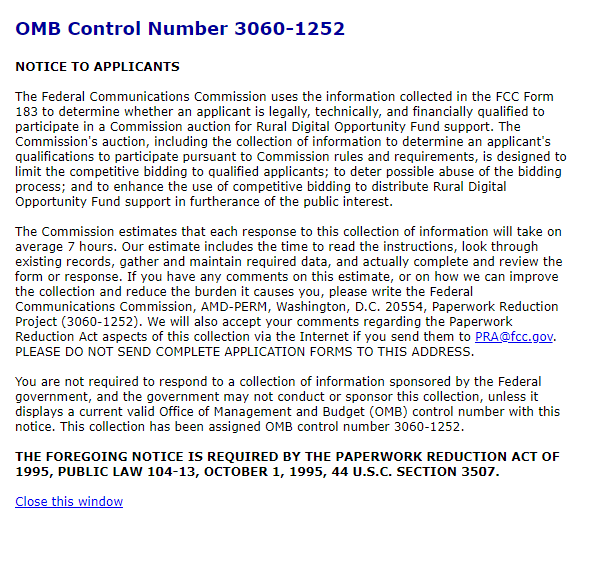 OMB Control Number 3060-1252
NOTICE TO APPLICANTS
The Federal Communications Commission uses the information collected in the FCC Form
183 to determine whether an applicant is legally, technically, and financially qualified to
participate in a Commission auction for Rural Digital Opportunity Fund support. The
Commission's auction, including the collection of information to determine an applicant's
qualifications to participate pursuant to Commission rules and requirements, is designed to
limit the competitive bidding to qualified applicants; to deter possible abuse of the bidding
process; and to enhance the use of competitive bidding to distribute Rural Digital
Opportunity Fund support in furtherance of the public interest.
The Commission estimates that each response to this collection of information will take on
average 7 hours. Our estimate includes the time to read the instructions, look through
existing records, gather and maintain required data, and actually complete and review the
form or response. If you have any comments on this estimate, or on how we can improve
the collection and reduce the burden it causes you, please write the Federal
Communications Commission, AMD-PERM, Washington, D.C. 20554, Paperwork Reduction
Project (3060-1252). We will also accept your comments regarding the Paperwork
Reduction Act aspects of this collection via the Internet if you send them to PRA@fcc.gov.
PLEASE DO NOT SEND COMPLETE APPLICATION FORMS TO THIS ADDRESS.
You are not required to respond to a collection of information sponsored by the Federal
government, and the government may not conduct or sponsor this collection, unless it
displays a current valid Office of Management and Budget (OMB) control number with this
notice. This collection has been assigned OMB control number 3060-1252.
THE FOREGOING NOTICE IS REQUIRED BY THE PAPERWORK REDUCTION ACT OF
1995, PUBLIC LAW 104-13, OCTOBER 1, 1995, 44 U.S.C. SECTION 3507.
Close this window